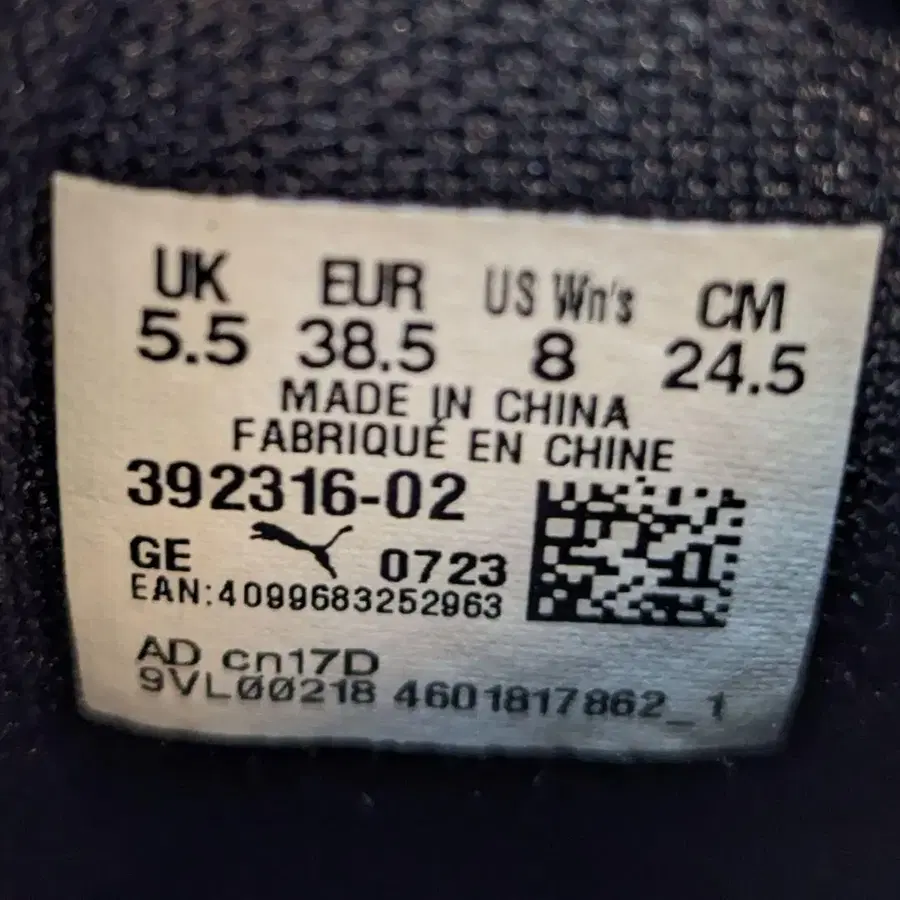 UK EUR US Wn's CM
5.5 38.5 8 24.5
MADE IN CHINA
FABRIQUÉ EN CHINE
392316-02
GE 0723
EAN:4099683252963
AD cn17D
9VL00218 4601817862_1